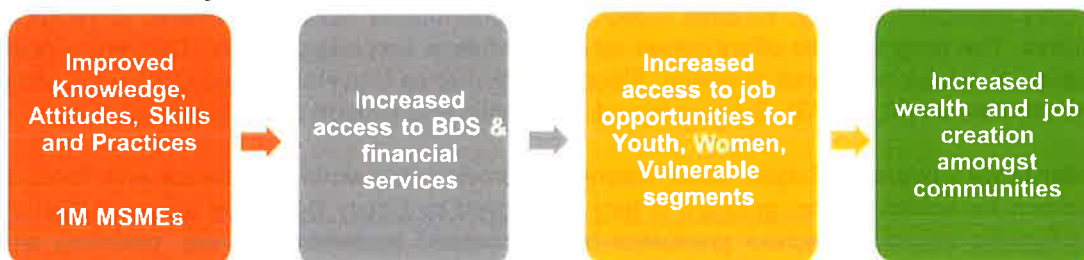 Improved
Knowledge,
Attitudes, Skills
and Practices
1M MSMEs
Increased
access to BDS &
financial
services
Increased
access to job
opportunities for
Youth, Women,
Vulnerable
segments
Increased
wealth and job
creation
amongst
communities